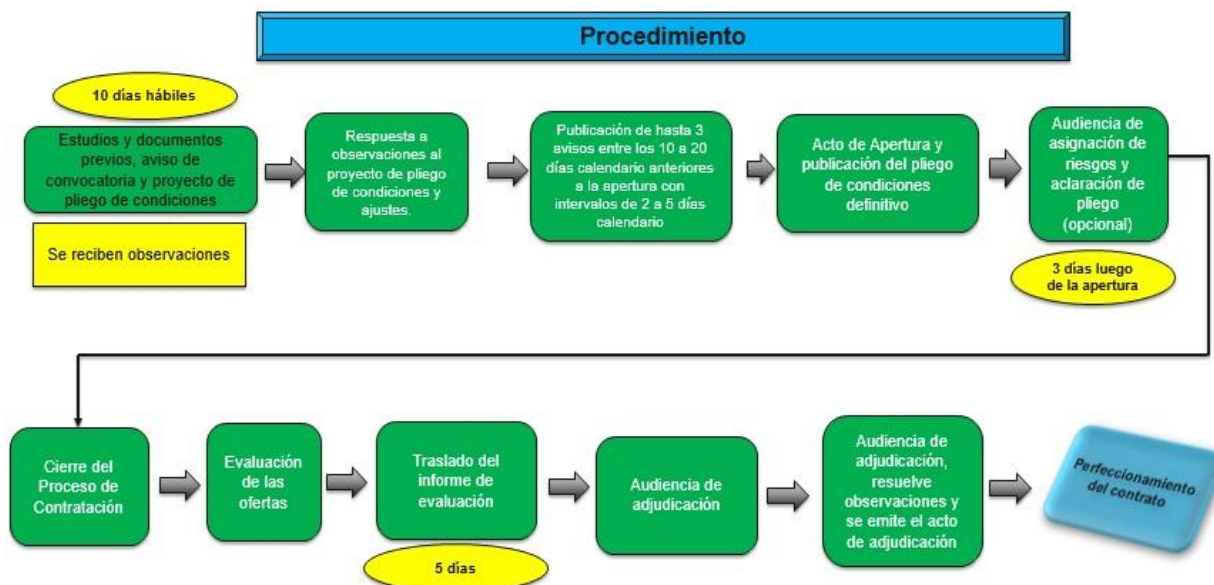 Procedimiento
10 días hábiles
Estudios y documentos
previos, aviso de
convocatoria y proyecto de
pliego de condiciones
Se reciben observaciones
Respuesta a
observaciones al
proyecto de pliego
de condiciones y
ajustes.
Publicación de hasta 3
avisos entre los 10 a 20
días calendario anteriores
a la apertura con
intervalos de 2 a 5 días
calendario
Acto de Apertura y
publicación del pliego
de condiciones
definitivo
Audiencia de
asignación de
riesgos y
aclaración de
pliego
(opcional)
3 días luego
de la apertura
Cierre del
Proceso de
Contratación
Evaluación
de las
ofertas
Traslado del
informe de
evaluación
5 días
Audiencia de
adjudicación
Audiencia de
adjudicación,
resuelve
observaciones y
se emite el acto
de adjudicación
Perfeccionamiento
del contrato